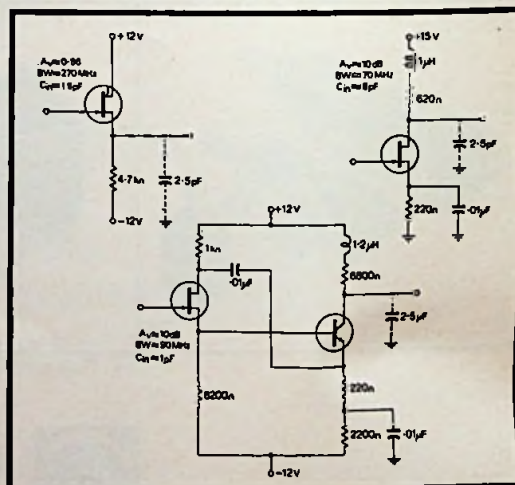 +12V
Av≈0·96
BW≈270MHz
Cin≈1·5pF
4·7kn
2·5pF
-12V
+15V
Av≈10dB
BW≈70MHz
Cin≈8pF
1µH
620n
2·5pF
220n
·01µF
+12V
1kn
·01µF
1·2µH
6800n
Av≈10dB
BW≈90MHz
Cin≈1pF
2·5µF
8200n
220n
2200n
·01µF
-12V